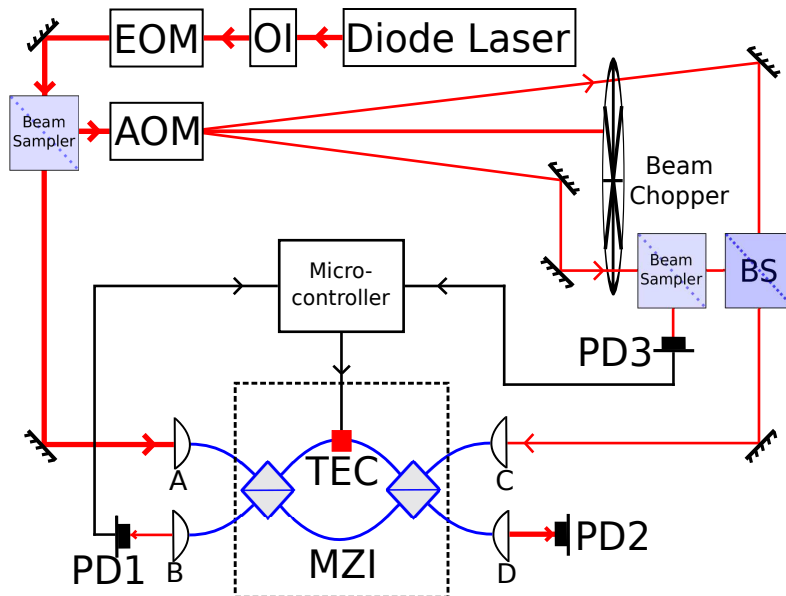 EOM
OI
Diode Laser
Beam
Sampler
AOM
Beam
Chopper
Beam
Sampler
BS
Micro-
controller
PD3
A
TEC
C
PD1
B
MZI
D
PD2